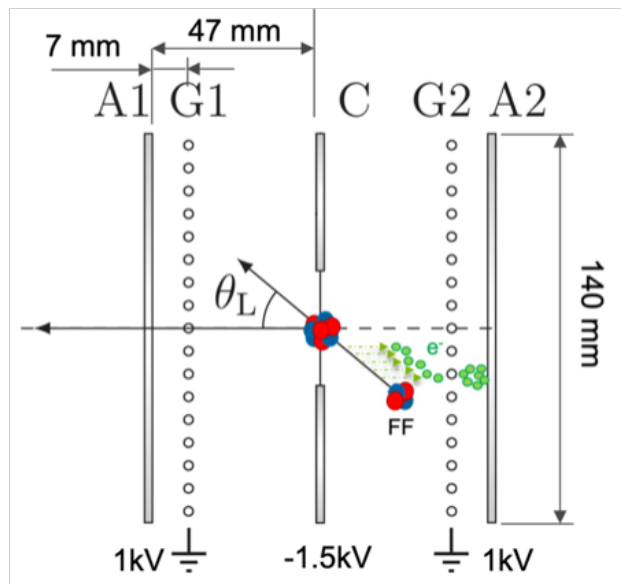 47 mm
7 mm
A1 G1 C G2 A2
θL
e-
FF
140 mm
1kV -1.5kV 1kV